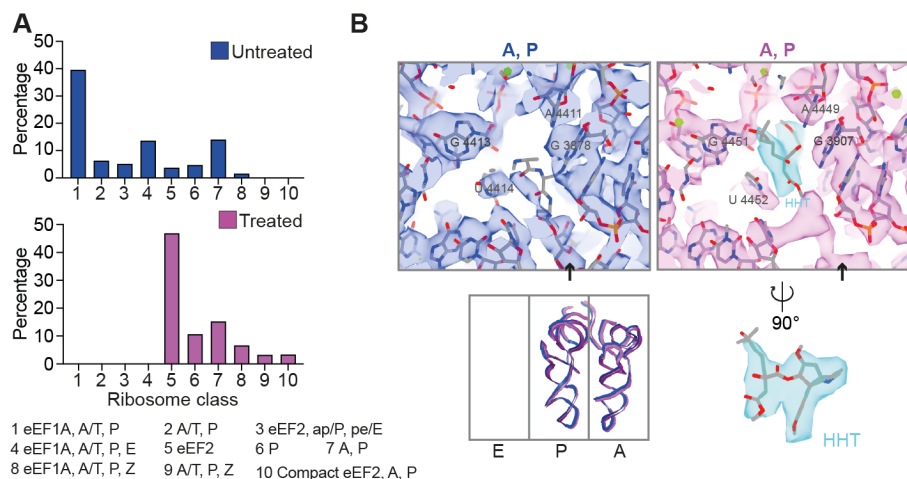 A
B
50
40
30
20
10
0
Percentage
Untreated
1 2 3 4 5 6 7 8 9 10
50
40
30
20
10
0
Percentage
Treated
1 2 3 4 5 6 7 8 9 10
Ribosome class
1 eEF1A, A/T, P
2 A/T, P
3 eEF2, ap/P, pe/E
4 eEF1A, A/T, P, E
5 eEF2
6 P
7 A, P
8 eEF1A, A/T, P, Z
9 A/T, P, Z
10 Compact eEF2, A, P
A, P
A 4411
G 4413
G 3878
U 4414
A, P
A 4449
G 4451
G 3907
U 4452
HHT
E P A
90°
HHT